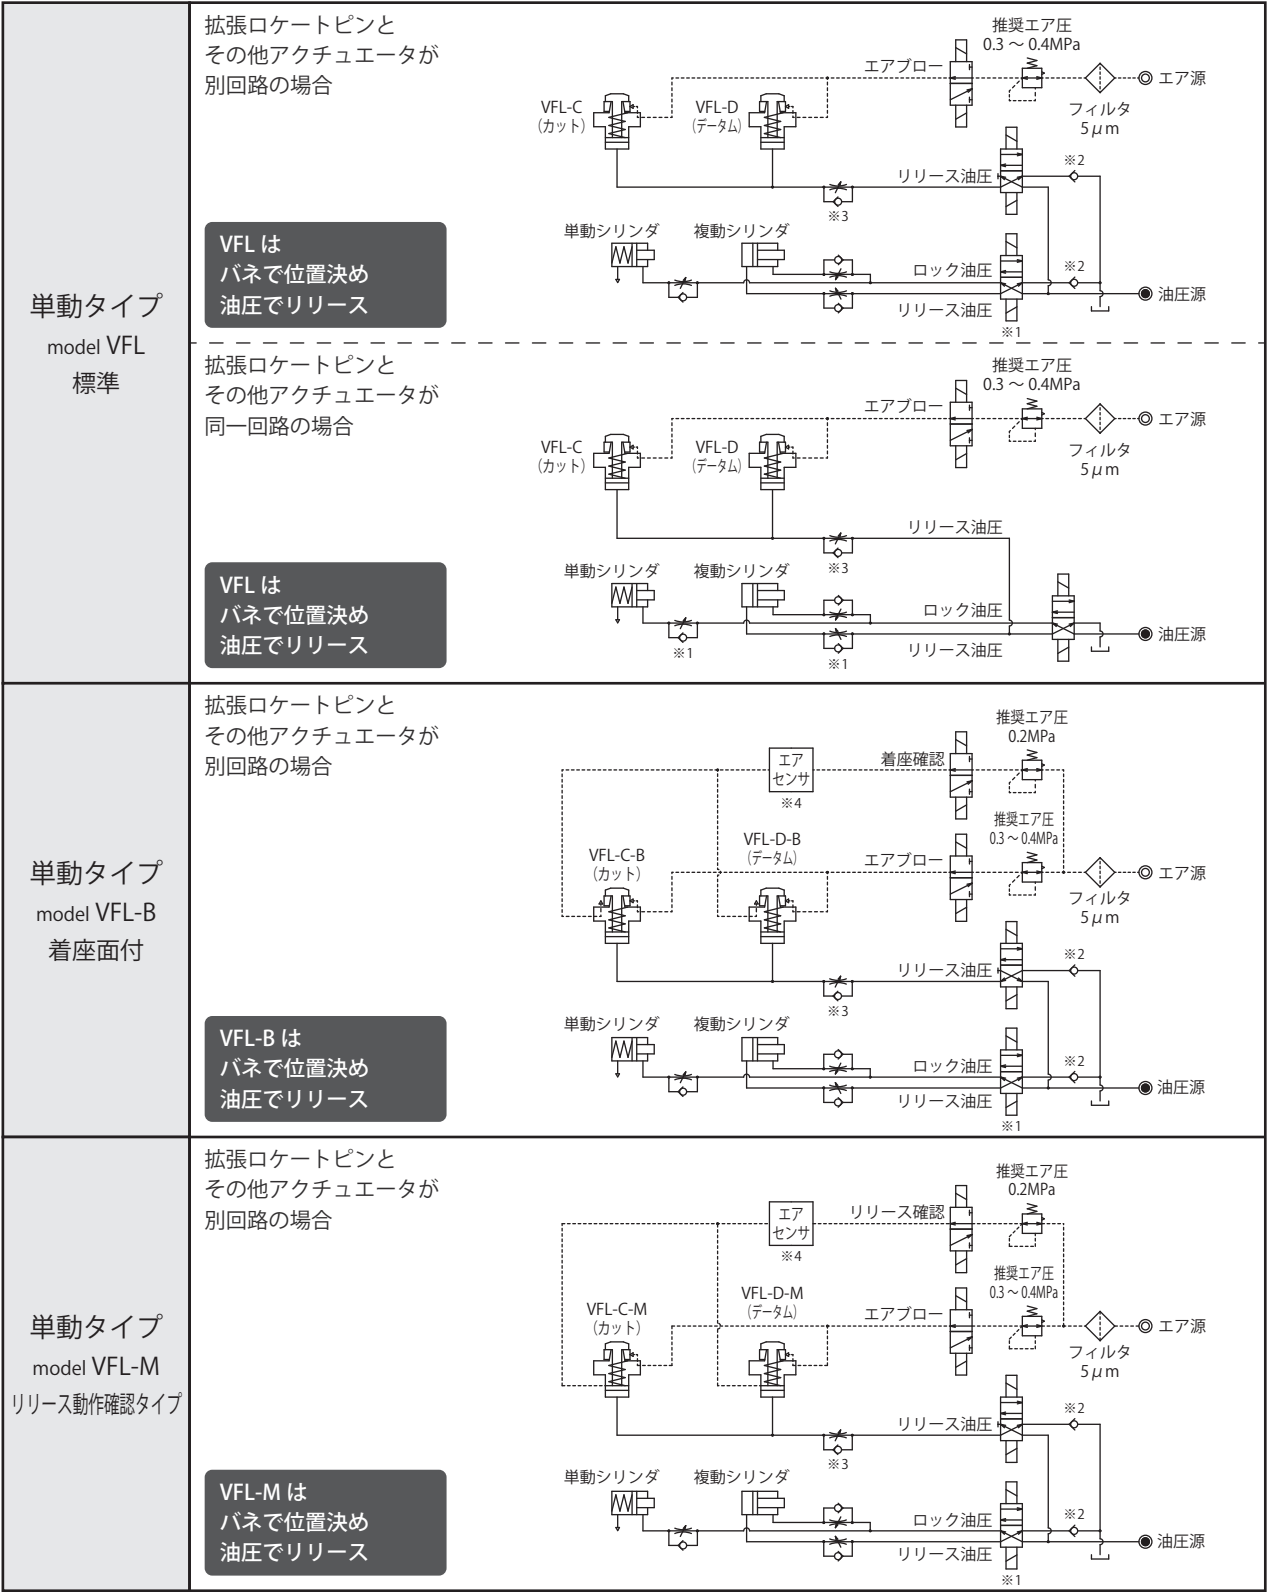 単動タイプ
model VFL
標準
拡張ロケートピンと
その他アクチュエータが
別回路の場合
VFL は
バネで位置決め
油圧でリリース
推奨エア圧
0.3 ～ 0.4MPa
エアブロー
エア源
フィルタ
5μm
VFL-C
(カット)
VFL-D
(データム)
リリース油圧
※2
※3
単動シリンダ
複動シリンダ
ロック油圧
※2
油圧源
リリース油圧
※1
拡張ロケートピンと
その他アクチュエータが
同一回路の場合
VFL は
バネで位置決め
油圧でリリース
推奨エア圧
0.3 ～ 0.4MPa
エアブロー
エア源
フィルタ
5μm
VFL-C
(カット)
VFL-D
(データム)
リリース油圧
※3
単動シリンダ
複動シリンダ
ロック油圧
油圧源
リリース油圧
※1
※1
単動タイプ
model VFL-B
着座面付
拡張ロケートピンと
その他アクチュエータが
別回路の場合
VFL-B は
バネで位置決め
油圧でリリース
推奨エア圧
0.2MPa
エア
センサ
※4
着座確認
推奨エア圧
0.3 ～ 0.4MPa
エアブロー
エア源
フィルタ
5μm
VFL-C-B
(カット)
VFL-D-B
(データム)
リリース油圧
※2
※3
単動シリンダ
複動シリンダ
ロック油圧
※2
油圧源
リリース油圧
※1
単動タイプ
model VFL-M
リリース動作確認タイプ
拡張ロケートピンと
その他アクチュエータが
別回路の場合
VFL-M は
バネで位置決め
油圧でリリース
推奨エア圧
0.2MPa
エア
センサ
※4
リリース確認
推奨エア圧
0.3 ～ 0.4MPa
エアブロー
エア源
フィルタ
5μm
VFL-C-M
(カット)
VFL-D-M
(データム)
リリース油圧
※2
※3
単動シリンダ
複動シリンダ
ロック油圧
※2
油圧源
リリース油圧
※1